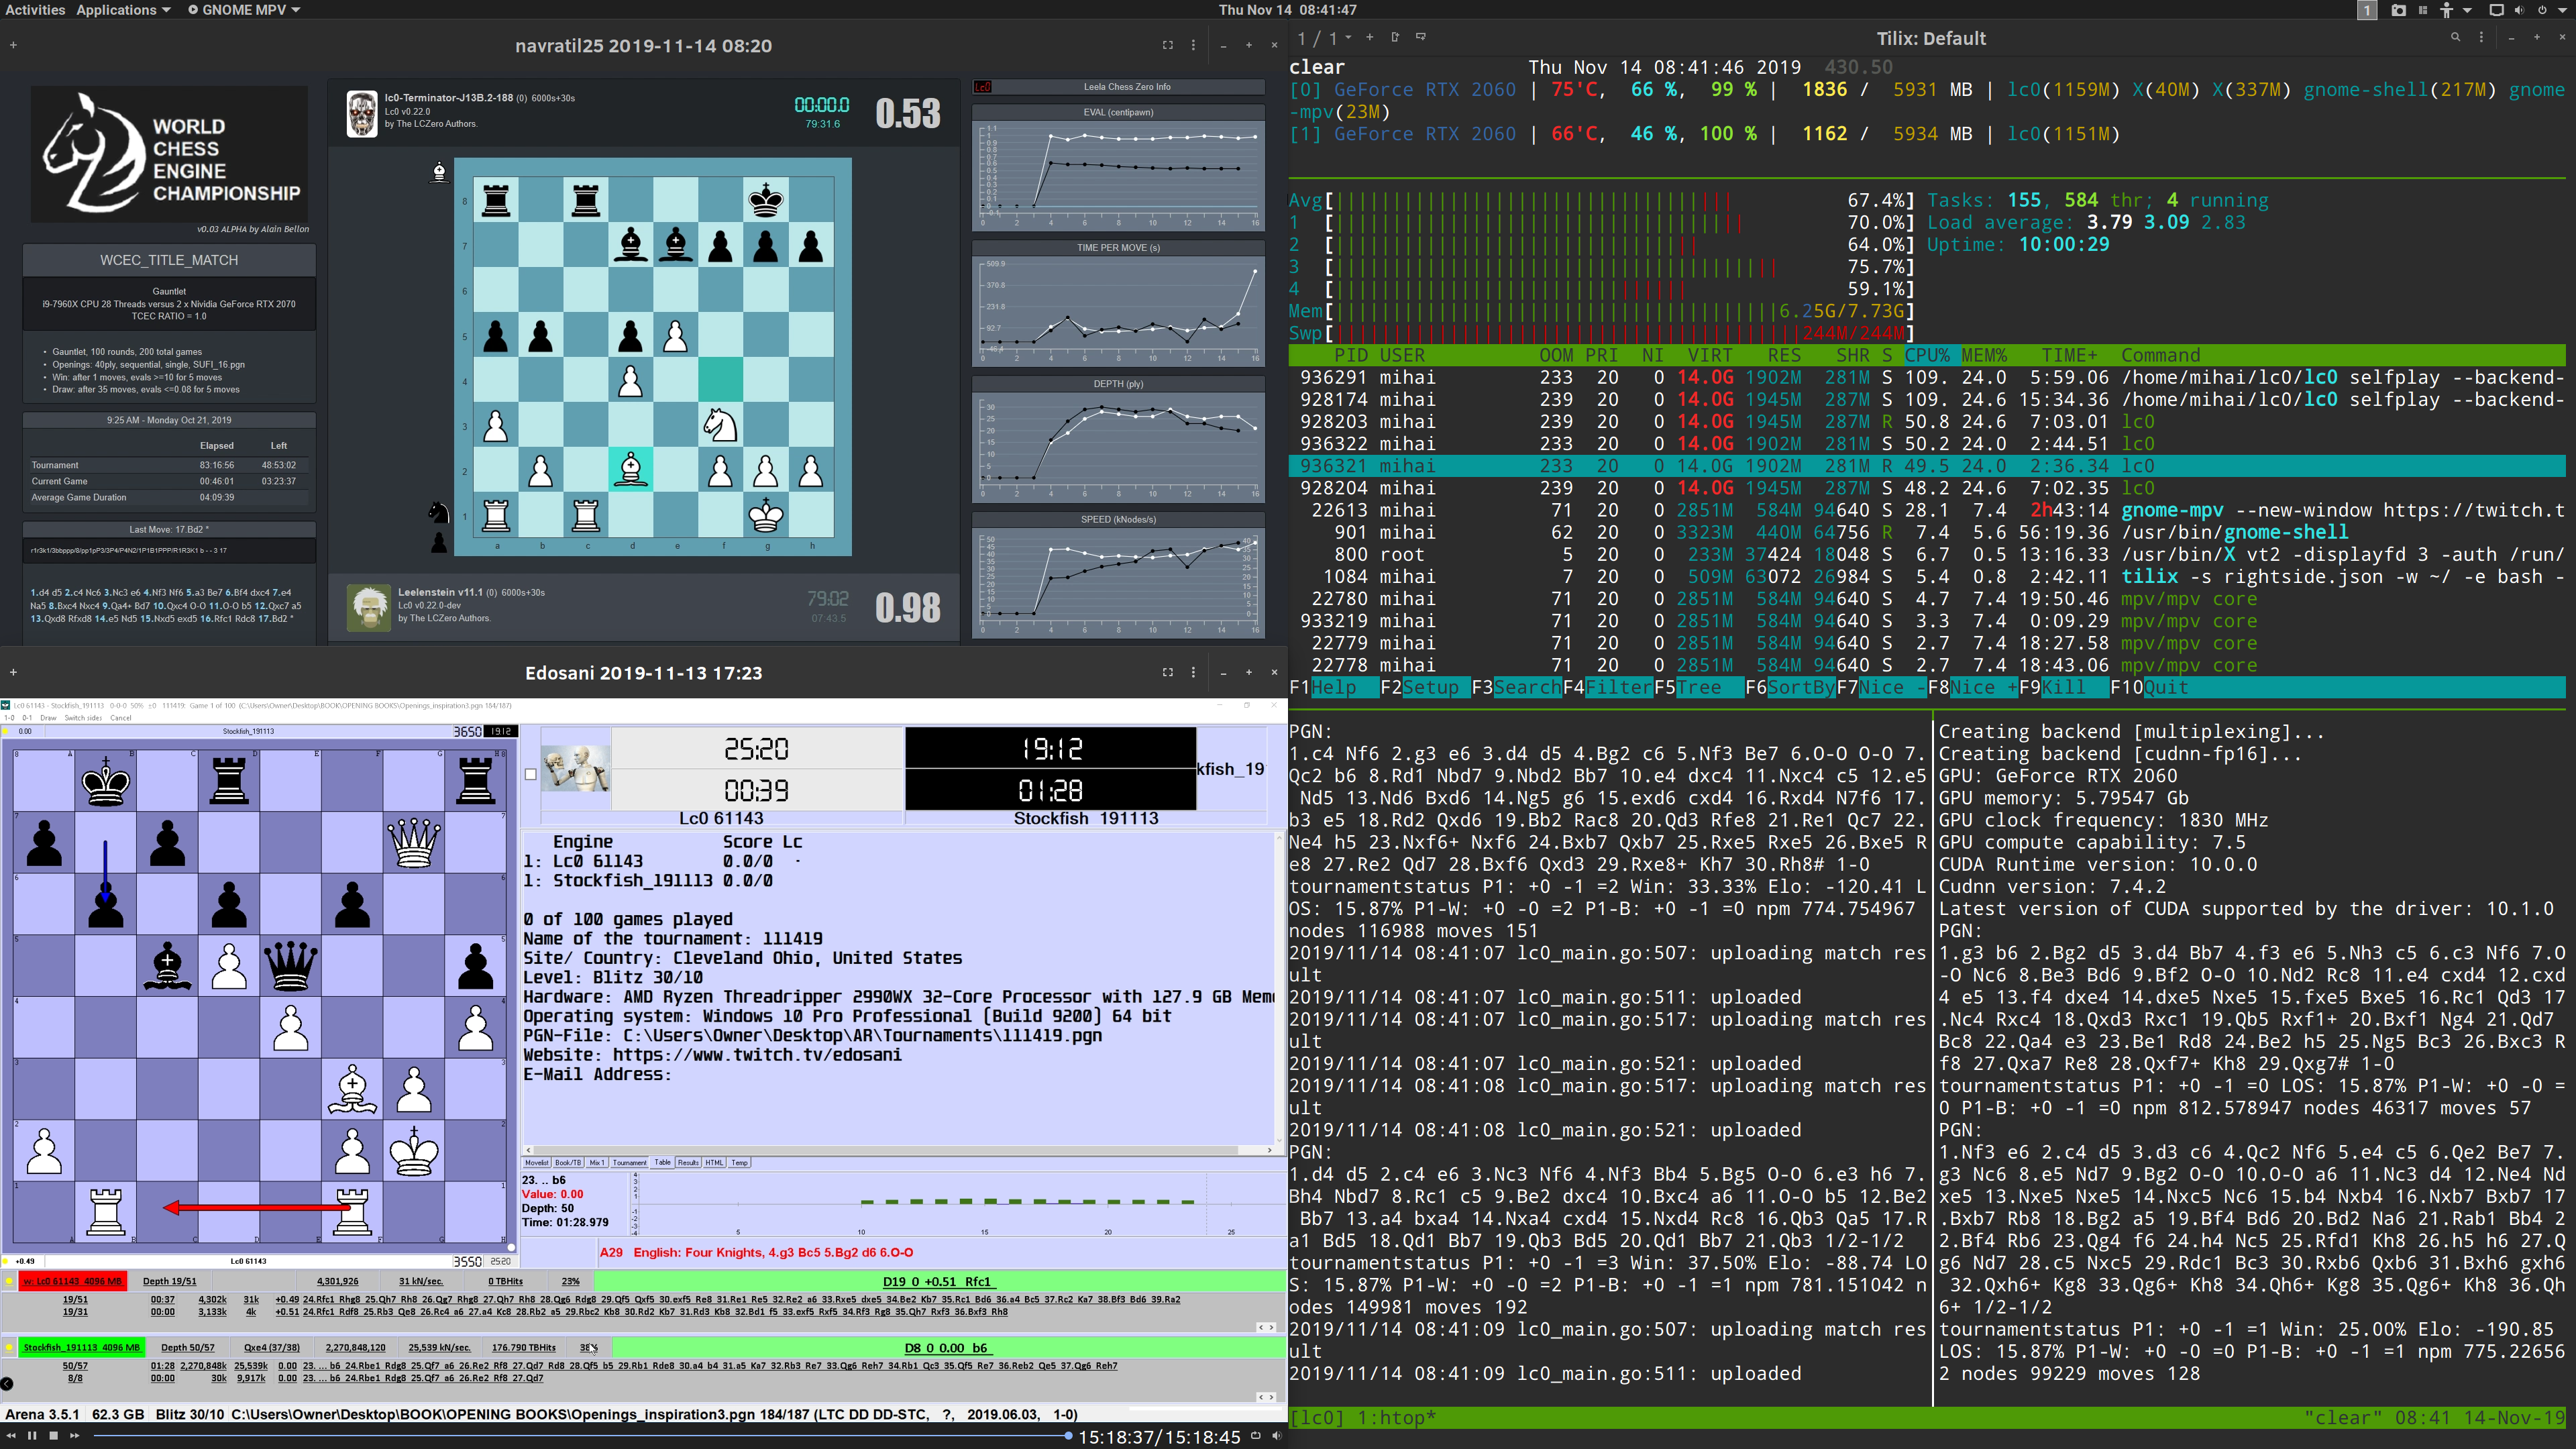 Activities Applications GNOME MPV
Thu Nov 14 08:41:47
1
navratil25 2019-11-14 08:20
WORLD
CHESS
ENGINE
CHAMPIONSHIP
v0.03 ALPHA by Alain Bellon
WCEC_TITLE_MATCH
Gauntlet
i9-7960X CPU 28 Threads versus 2 x Nividia GeForce RTX 2070
TCEC RATIO = 1.0
• Gauntlet, 100 rounds, 200 total games
• Openings: 40ply, sequential, single, SUFI_16.pgn
• Win: after 1 moves, evals >=10 for 5 moves
• Draw: after 35 moves, evals <=0.08 for 5 moves
9:25 AM - Monday Oct 21, 2019
Elapsed Left
Tournament 83:16:56 48:53:02
Current Game 00:46:01 03:23:37
Average Game Duration 04:09:39
Last Move: 17.Bd2 *
r1r3k1/3bbppp/8/pp1pP3/3P4/P4N2/1P1B1PPP/R1R3K1 b - - 3 17
1.d4 d5 2.c4 Nc6 3.Nc3 e6 4.Nf3 Nf6 5.a3 Be7 6.Bf4 dxc4 7.e4
Na5 8.Bxc4 Nxc4 9.Qa4+ Bd7 10.Qxc4 O-O 11.O-O b5 12.Qxc7 a5
13.Qxd8 Rfxd8 14.e5 Nd5 15.Nxd5 exd5 16.Rfc1 Rdc8 17.Bd2 *
lc0-Terminator-J13B.2-188 (0) 6000s+30s
Lc0 v0.22.0
by The LCZero Authors.
00:00.0
79:31.6
0.53
8
7
6
5
4
3
2
1
a b c d e f g h
Leelenstein v11.1 (0) 6000s+30s
Lc0 v0.22.0-dev
by The LCZero Authors.
79:02
07:43.5
0.98
Lc0 Leela Chess Zero Info
EVAL (centipawn)
TIME PER MOVE (s)
509.9
370.8
231.8
92.7
DEPTH (ply)
SPEED (kNodes/s)
Edosani 2019-11-13 17:23
Lc0 61143 - Stockfish_191113 0-0-0 50% ±0 111419: Game 1 of 100 (C:\Users\Owner\Desktop\BOOK\OPENING BOOKS\Openings_inspiration3.pgn 184/187)
1-0 0-1 Draw Switch sides Cancel
0.00 Stockfish_191113 3650 19:12
25:20 19:12
00:39 01:28
kfish_19
Lc0 61143 Stockfish 191113
Engine Score Lc
1: Lc0 61143 0.0/0 ·
1: Stockfish_191113 0.0/0
0 of 100 games played
Name of the tournament: 111419
Site/ Country: Cleveland Ohio, United States
Level: Blitz 30/10
Hardware: AMD Ryzen Threadripper 2990WX 32-Core Processor with 127.9 GB Mem
Operating system: Windows 10 Pro Professional (Build 9200) 64 bit
PGN-File: C:\Users\Owner\Desktop\AR\Tournaments\111419.pgn
Website: https://www.twitch.tv/edosani
E-Mail Address:
Movelist Book/TB Mix 1 Tournament Table Results HTML Temp
23. .. b6
Value: 0.00
Depth: 50
Time: 01:28.979
5 10 15 20 25
A29 English: Four Knights, 4.g3 Bc5 5.Bg2 d6 6.O-O
+0.49 Lc0 61143 3550 25:20
w: Lc0 61143 4096 MB Depth 19/51 4,301,926 31 kN/sec. 0 TBHits 23% D19 0 +0.51 Rfc1
19/51 00:37 4,302k 31k +0.49 24.Rfc1 Rhg8 25.Qh7 Rh8 26.Qg7 Rhg8 27.Qh7 Rh8 28.Qg6 Rdg8 29.Qf5 Qxf5 30.exf5 Re8 31.Re1 Re5 32.Re2 a6 33.Rxe5 dxe5 34.Be2 Kb7 35.Rc1 Bd6 36.a4 Bc5 37.Rc2 Ka7 38.Bf3 Bd6 39.Ra2
19/31 00:00 3,133k 4k +0.51 24.Rfc1 Rdf8 25.Rb3 Qe8 26.Rc4 a6 27.a4 Kc8 28.Rb2 a5 29.Rbc2 Kb8 30.Rd2 Kb7 31.Rd3 Kb8 32.Bd1 f5 33.exf5 Rxf5 34.Rf3 Rg8 35.Qh7 Rxf3 36.Bxf3 Rh8
Stockfish_191113 4096 MB Depth 50/57 Qxe4 (37/38) 2,270,848,120 25,539 kN/sec. 176.790 TBHits D8 0 0.00 b6
50/57 01:28 2,270,848k 25,539k 0.00 23. ... b6 24.Rbe1 Rdg8 25.Qf7 a6 26.Re2 Rf8 27.Qd7 Rd8 28.Qf5 b5 29.Rb1 Rde8 30.a4 b4 31.a5 Ka7 32.Rb3 Re7 33.Qg6 Reh7 34.Rb1 Qc3 35.Qf5 Re7 36.Reb2 Qe5 37.Qg6 Reh7
8/8 00:00 30k 9,917k 0.00 23. ... b6 24.Rbe1 Rdg8 25.Qf7 a6 26.Re2 Rf8 27.Qd7
Arena 3.5.1 62.3 GB Blitz 30/10 C:\Users\Owner\Desktop\BOOK\OPENING BOOKS\Openings_inspiration3.pgn 184/187 (LTC DD DD-STC, ?, 2019.06.03, 1-0)
15:18:37/15:18:45
1 / 1 Tilix: Default
clear Thu Nov 14 08:41:46 2019 430.50
[0] GeForce RTX 2060 | 75'C, 66 %, 99 % | 1836 / 5931 MB | lc0(1159M) X(40M) X(337M) gnome-shell(217M) gnome
-mpv(23M)
[1] GeForce RTX 2060 | 66'C, 46 %, 100 % | 1162 / 5934 MB | lc0(1151M)
Avg[ 67.4%] Tasks: 155, 584 thr; 4 running
1 [ 70.0%] Load average: 3.79 3.09 2.83
2 [ 64.0%] Uptime: 10:00:29
3 [ 75.7%]
4 [ 59.1%]
Mem[ 6.25G/7.73G]
Swp[ 244M/244M]
PID USER OOM PRI NI VIRT RES SHR S CPU% MEM% TIME+ Command
936291 mihai 233 20 0 14.0G 1902M 281M S 109. 24.0 5:59.06 /home/mihai/lc0/lc0 selfplay --backend-
928174 mihai 239 20 0 14.0G 1945M 287M S 109. 24.6 15:34.36 /home/mihai/lc0/lc0 selfplay --backend-
928203 mihai 239 20 0 14.0G 1945M 287M R 50.8 24.6 7:03.01 lc0
936322 mihai 233 20 0 14.0G 1902M 281M S 50.2 24.0 2:44.51 lc0
936321 mihai 233 20 0 14.0G 1902M 281M R 49.5 24.0 2:36.34 lc0
928204 mihai 239 20 0 14.0G 1945M 287M S 48.2 24.6 7:02.35 lc0
22613 mihai 71 20 0 2851M 584M 94640 S 28.1 7.4 2h43:14 gnome-mpv --new-window https://twitch.t
901 mihai 62 20 0 3323M 440M 64756 R 7.4 5.6 56:19.36 /usr/bin/gnome-shell
800 root 5 20 0 233M 37424 18048 S 6.7 0.5 13:16.33 /usr/bin/X vt2 -displayfd 3 -auth /run/
1084 mihai 7 20 0 509M 63072 26984 S 5.4 0.8 2:42.11 tilix -s rightside.json -w ~/ -e bash -
22780 mihai 71 20 0 2851M 584M 94640 S 4.7 7.4 19:50.46 mpv/mpv core
933219 mihai 71 20 0 2851M 584M 94640 S 3.3 7.4 0:09.29 mpv/mpv core
22779 mihai 71 20 0 2851M 584M 94640 S 2.7 7.4 18:27.58 mpv/mpv core
22778 mihai 71 20 0 2851M 584M 94640 S 2.7 7.4 18:43.06 mpv/mpv core
F1Help F2Setup F3SearchF4FilterF5Tree F6SortByF7Nice -F8Nice +F9Kill F10Quit
PGN:
1.c4 Nf6 2.g3 e6 3.d4 d5 4.Bg2 c6 5.Nf3 Be7 6.O-O O-O 7.
Qc2 b6 8.Rd1 Nbd7 9.Nbd2 Bb7 10.e4 dxc4 11.Nxc4 c5 12.e5
Nd5 13.Nd6 Bxd6 14.Ng5 g6 15.exd6 cxd4 16.Rxd4 N7f6 17.
b3 e5 18.Rd2 Qxd6 19.Bb2 Rac8 20.Qd3 Rfe8 21.Re1 Qc7 22.
Ne4 h5 23.Nxf6+ Nxf6 24.Bxb7 Qxb7 25.Rxe5 Rxe5 26.Bxe5 R
e8 27.Re2 Qd7 28.Bxf6 Qxd3 29.Rxe8+ Kh7 30.Rh8# 1-0
tournamentstatus P1: +0 -1 =2 Win: 33.33% Elo: -120.41 L
OS: 15.87% P1-W: +0 -0 =2 P1-B: +0 -1 =0 npm 774.754967
nodes 116988 moves 151
2019/11/14 08:41:07 lc0_main.go:507: uploading match res
ult
2019/11/14 08:41:07 lc0_main.go:511: uploaded
2019/11/14 08:41:07 lc0_main.go:517: uploading match res
ult
2019/11/14 08:41:07 lc0_main.go:521: uploaded
2019/11/14 08:41:08 lc0_main.go:517: uploading match res
ult
2019/11/14 08:41:08 lc0_main.go:521: uploaded
PGN:
1.d4 d5 2.c4 e6 3.Nc3 Nf6 4.Nf3 Bb4 5.Bg5 O-O 6.e3 h6 7.
Bh4 Nbd7 8.Rc1 c5 9.Be2 dxc4 10.Bxc4 a6 11.O-O b5 12.Be2
Bb7 13.a4 bxa4 14.Nxa4 cxd4 15.Nxd4 Rc8 16.Qb3 Qa5 17.R
a1 Bd5 18.Qd1 Bb7 19.Qb3 Bd5 20.Qd1 Bb7 21.Qb3 1/2-1/2
tournamentstatus P1: +0 -1 =3 Win: 37.50% Elo: -88.74 LO
S: 15.87% P1-W: +0 -0 =2 P1-B: +0 -1 =1 npm 781.151042 n
odes 149981 moves 192
2019/11/14 08:41:09 lc0_main.go:507: uploading match res
ult
2019/11/14 08:41:09 lc0_main.go:511: uploaded
Creating backend [multiplexing]...
Creating backend [cudnn-fp16]...
GPU: GeForce RTX 2060
GPU memory: 5.79547 Gb
GPU clock frequency: 1830 MHz
GPU compute capability: 7.5
CUDA Runtime version: 10.0.0
Cudnn version: 7.4.2
Latest version of CUDA supported by the driver: 10.1.0
PGN:
1.g3 b6 2.Bg2 d5 3.d4 Bb7 4.f3 e6 5.Nh3 c5 6.c3 Nf6 7.O
-O Nc6 8.Be3 Bd6 9.Bf2 O-O 10.Nd2 Rc8 11.e4 cxd4 12.cxd
4 e5 13.f4 dxe4 14.dxe5 Nxe5 15.fxe5 Bxe5 16.Rc1 Qd3 17
.Nc4 Rxc4 18.Qxd3 Rxc1 19.Qb5 Rxf1+ 20.Bxf1 Ng4 21.Qd7
Bc8 22.Qa4 e3 23.Be1 Rd8 24.Be2 h5 25.Ng5 Bc3 26.Bxc3 R
f8 27.Qxa7 Re8 28.Qxf7+ Kh8 29.Qxg7# 1-0
tournamentstatus P1: +0 -1 =0 LOS: 15.87% P1-W: +0 -0 =
0 P1-B: +0 -1 =0 npm 812.578947 nodes 46317 moves 57
PGN:
1.Nf3 e6 2.c4 d5 3.d3 c6 4.Qc2 Nf6 5.e4 c5 6.Qe2 Be7 7.
g3 Nc6 8.e5 Nd7 9.Bg2 O-O 10.O-O a6 11.Nc3 d4 12.Ne4 Nd
xe5 13.Nxe5 Nxe5 14.Nxc5 Nc6 15.b4 Nxb4 16.Nxb7 Bxb7 17
.Bxb7 Rb8 18.Bg2 a5 19.Bf4 Bd6 20.Bd2 Na6 21.Rab1 Bb4 2
2.Bf4 Rb6 23.Qg4 f6 24.h4 Nc5 25.Rfd1 Kh8 26.h5 h6 27.Q
g6 Nd7 28.c5 Nxc5 29.Rdc1 Bc3 30.Rxb6 Qxb6 31.Bxh6 gxh6
32.Qxh6+ Kg8 33.Qg6+ Kh8 34.Qh6+ Kg8 35.Qg6+ Kh8 36.Qh
6+ 1/2-1/2
tournamentstatus P1: +0 -1 =1 Win: 25.00% Elo: -190.85
LOS: 15.87% P1-W: +0 -0 =0 P1-B: +0 -1 =1 npm 775.22656
2 nodes 99229 moves 128
[lc0] 1:htop* "clear" 08:41 14-Nov-19